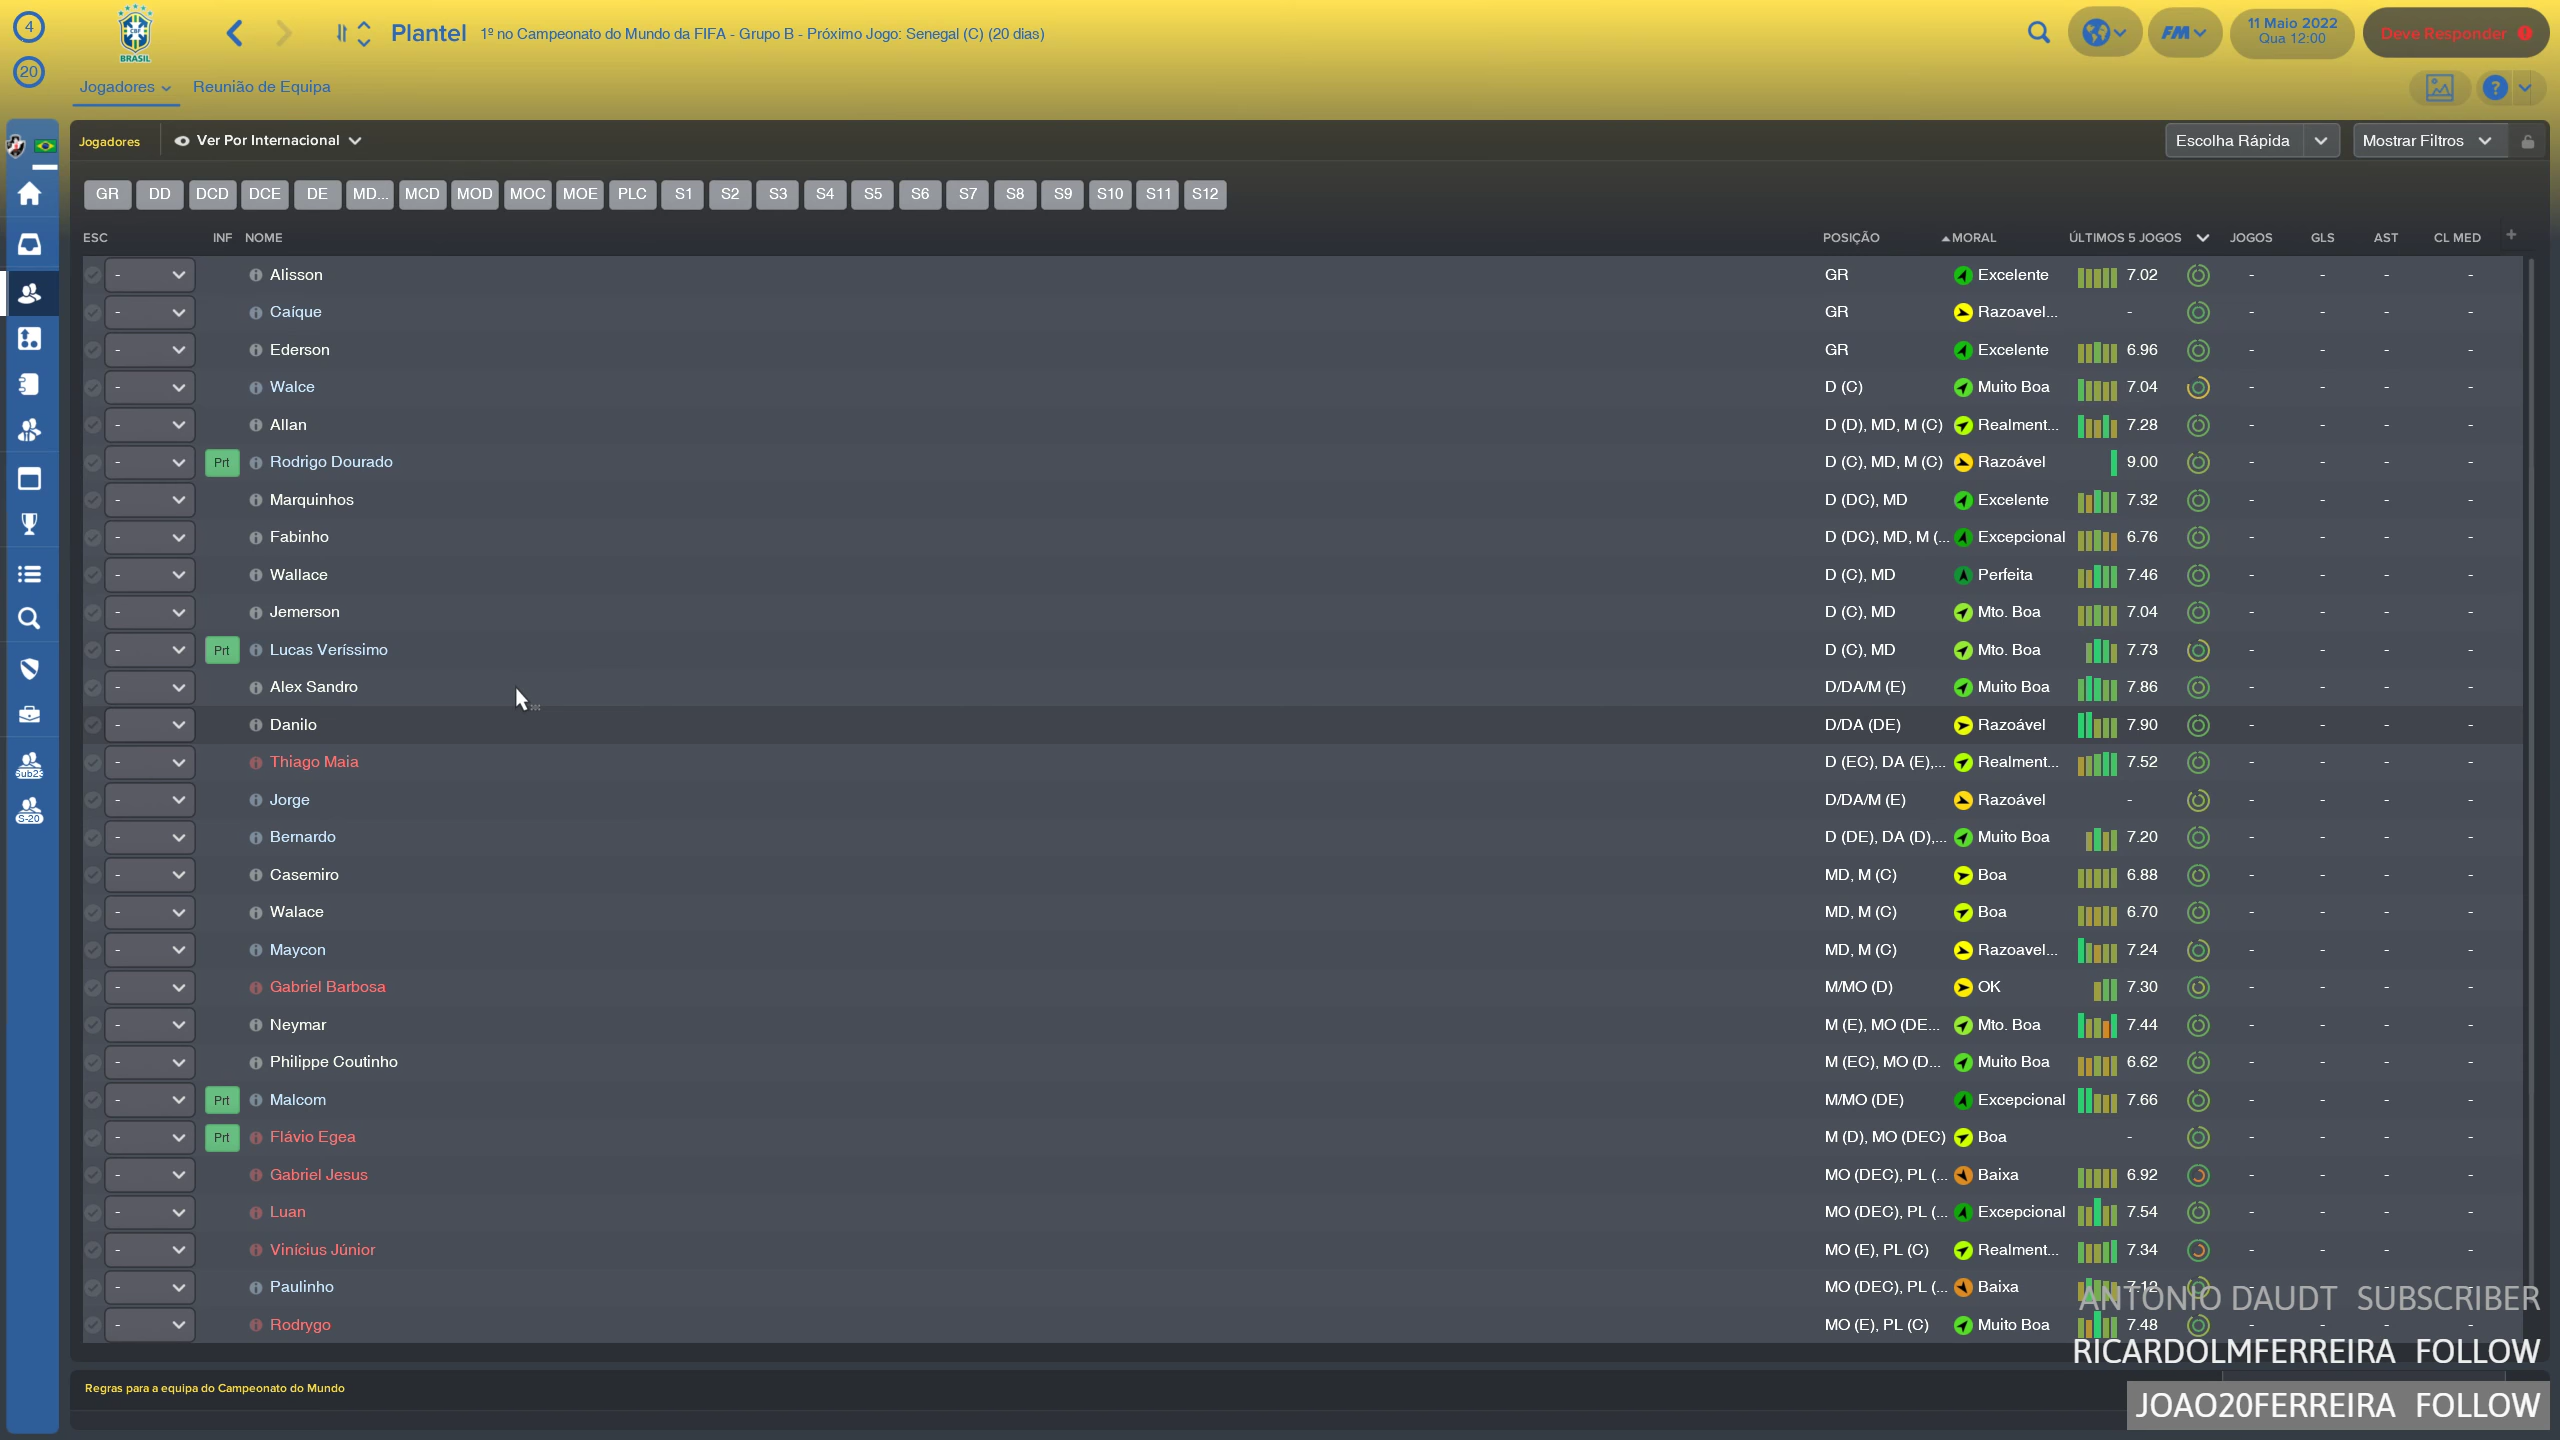 4
20
BRASIL
Plantel 1º no Campeonato do Mundo da FIFA - Grupo B - Próximo Jogo: Senegal (C) (20 dias)
FM
11 Maio 2022
Qua 12:00
Deve Responder
Jogadores Reunião de Equipa
Jogadores Ver Por Internacional Escolha Rápida Mostrar Filtros
GR DD DCD DCE DE MD... MCD MOD MOC MOE PLC S1 S2 S3 S4 S5 S6 S7 S8 S9 S10 S11 S12
ESC INF NOME POSIÇÃO MORAL ÚLTIMOS 5 JOGOS JOGOS GLS AST CL MED
- Alisson GR Excelente 7.02 - - - -
- Caíque GR Razoavel... - - - - -
- Ederson GR Excelente 6.96 - - - -
- Walce D (C) Muito Boa 7.04 - - - -
- Allan D (D), MD, M (C) Realment... 7.28 - - - -
- Prt Rodrigo Dourado D (C), MD, M (C) Razoável 9.00 - - - -
- Marquinhos D (DC), MD Excelente 7.32 - - - -
- Fabinho D (DC), MD, M (... Excepcional 6.76 - - - -
- Wallace D (C), MD Perfeita 7.46 - - - -
- Jemerson D (C), MD Mto. Boa 7.04 - - - -
- Prt Lucas Veríssimo D (C), MD Mto. Boa 7.73 - - - -
- Alex Sandro D/DA/M (E) Muito Boa 7.86 - - - -
- Danilo D/DA (DE) Razoável 7.90 - - - -
- Thiago Maia D (EC), DA (E),... Realment... 7.52 - - - -
- Jorge D/DA/M (E) Razoável - - - - -
- Bernardo D (DE), DA (D),... Muito Boa 7.20 - - - -
- Casemiro MD, M (C) Boa 6.88 - - - -
- Walace MD, M (C) Boa 6.70 - - - -
- Maycon MD, M (C) Razoavel... 7.24 - - - -
- Gabriel Barbosa M/MO (D) OK 7.30 - - - -
- Neymar M (E), MO (DE... Mto. Boa 7.44 - - - -
- Philippe Coutinho M (EC), MO (D... Muito Boa 6.62 - - - -
- Prt Malcom M/MO (DE) Excepcional 7.66 - - - -
- Prt Flávio Egea M (D), MO (DEC) Boa - - - - -
- Gabriel Jesus MO (DEC), PL (... Baixa 6.92 - - - -
- Luan MO (DEC), PL (... Excepcional 7.54 - - - -
- Vinícius Júnior MO (E), PL (C) Realment... 7.34 - - - -
- Paulinho MO (DEC), PL (... Baixa 7.12 - - - -
- Rodrygo MO (E), PL (C) Muito Boa 7.48 - - - -
Sub23
S-20
ANTONIO DAUDT SUBSCRIBER
RICARDOLMFERREIRA FOLLOW
Regras para a equipa do Campeonato do Mundo
JOAO20FERREIRA FOLLOW